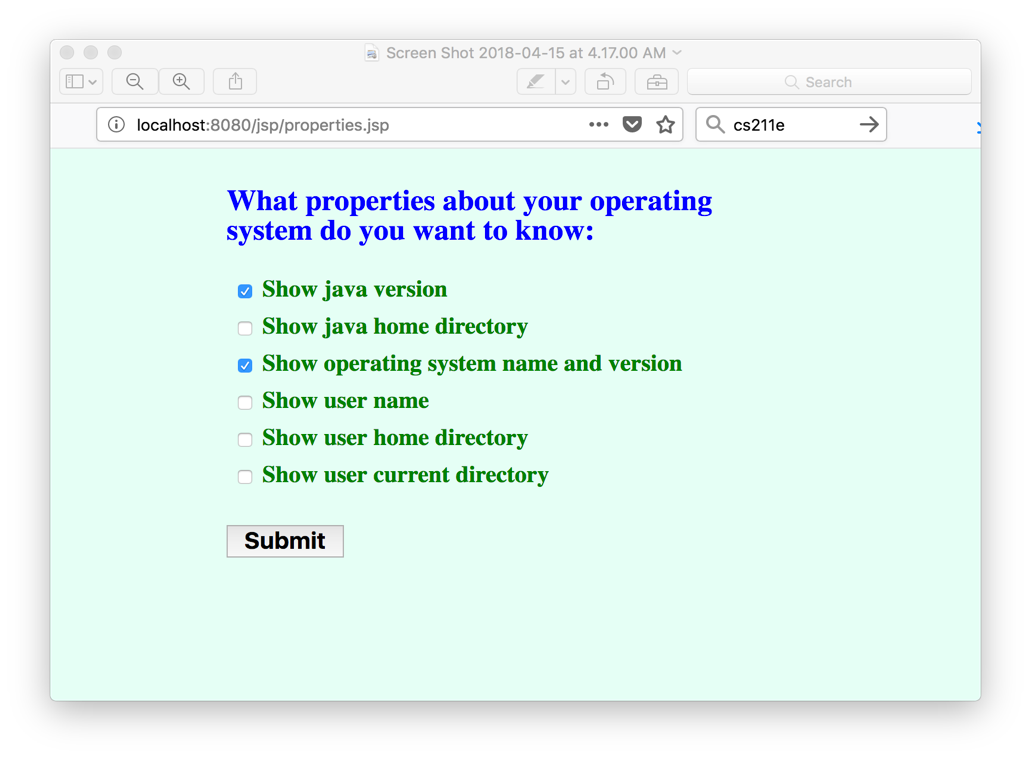 Screen Shot 2018-04-15 at 4.17.00 AM
Search
localhost:8080/jsp/properties.jsp
cs211e
What properties about your operating
system do you want to know:
Show java version
Show java home directory
Show operating system name and version
Show user name
Show user home directory
Show user current directory
Submit